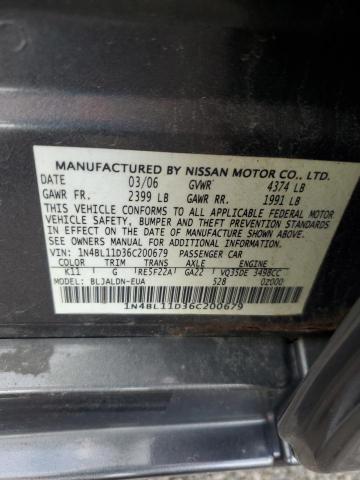 MANUFACTURED BY NISSAN MOTOR CO., LTD.
DATE 03/06 GVWR 4374 LB
GAWR FR. 2399 LB GAWR RR. 1991 LB
THIS VEHICLE CONFORMS TO ALL APPLICABLE FEDERAL MOTOR
VEHICLE SAFETY, BUMPER AND THEFT PREVENTION STANDARDS
IN EFFECT ON THE DATE OF MANUFACTURE SHOWN ABOVE.
SEE OWNERS MANUAL FOR ADDITIONAL INFORMATION.
VIN: 1N4BL11D36C200679 PASSENGER CAR
COLOR TRIM TRANS AXLE ENGINE
K11 G RE5F22A GA22 VQ35DE 3498CC
MODEL: BLJALDN-EUA 528 02000
1N4BL11D36C200679